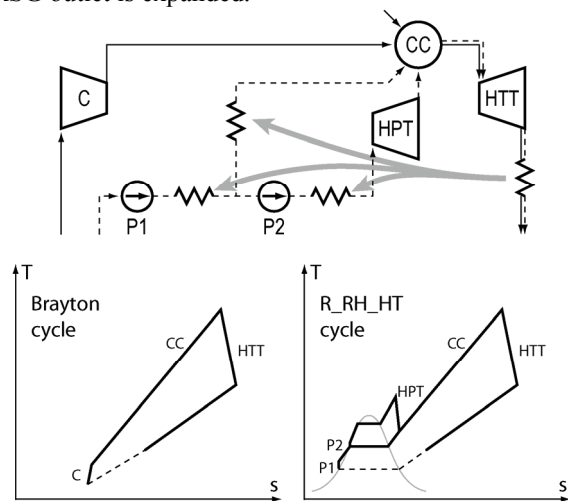 outlet is expanded.
CC
C
HPT
HTT
P1
P2
T
Brayton
cycle
CC
HTT
C
s
T
R_RH_HT
cycle
CC
HTT
HPT
P2
P1
s